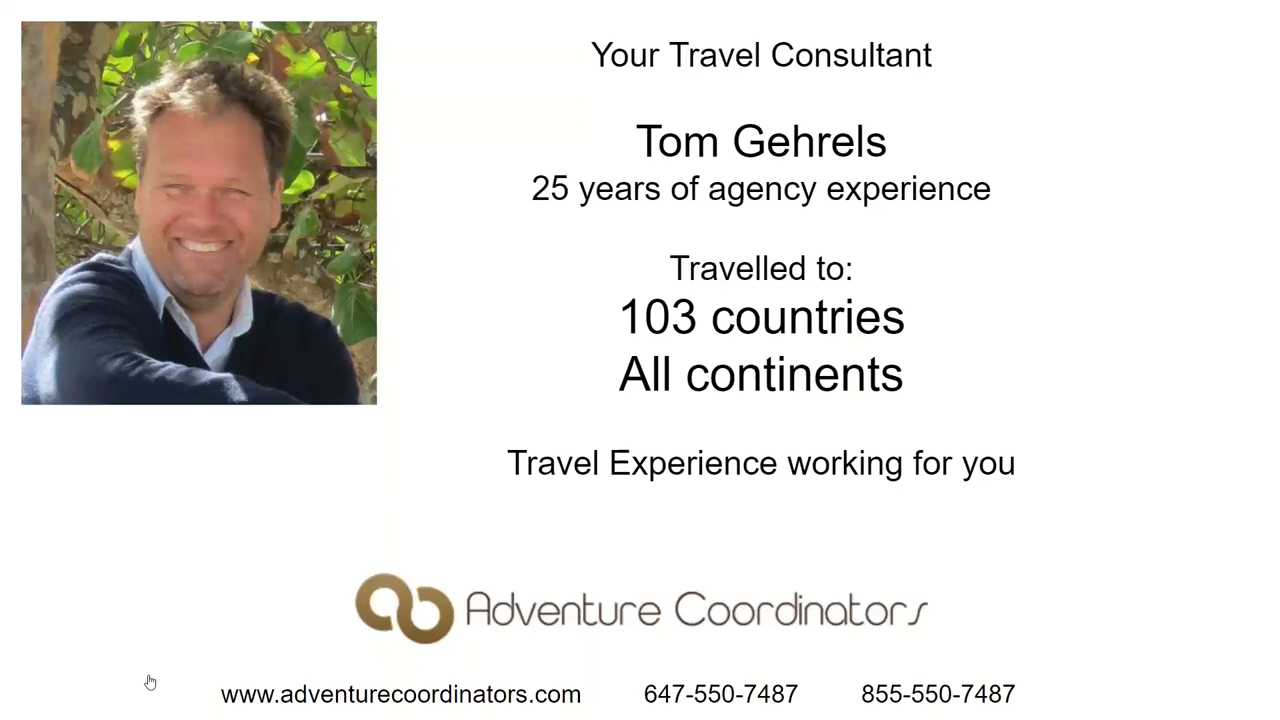 Your Travel Consultant
Tom Gehrels
25 years of agency experience
Travelled to:
103 countries
All continents
Travel Experience working for you
Adventure Coordinators
www.adventurecoordinators.com 647-550-7487 855-550-7487